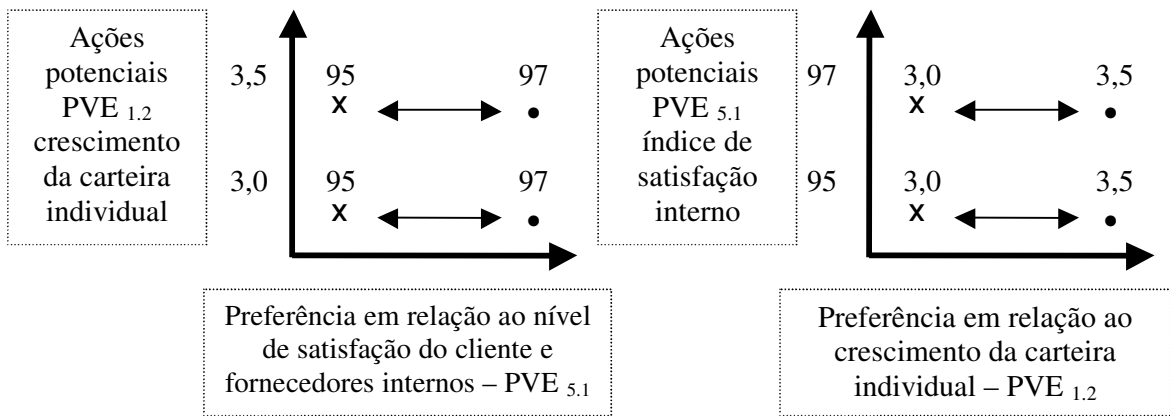 Ações
potenciais
PVE 1.2
crescimento
da carteira
individual
3,5 95 97
x
3,0 95 97
x
Preferência em relação ao nível
de satisfação do cliente e
fornecedores internos – PVE 5.1
Ações
potenciais
PVE 5.1
índice de
satisfação
interno
97 3,0 3,5
x
95 3,0 3,5
x
Preferência em relação ao
crescimento da carteira
individual – PVE 1.2